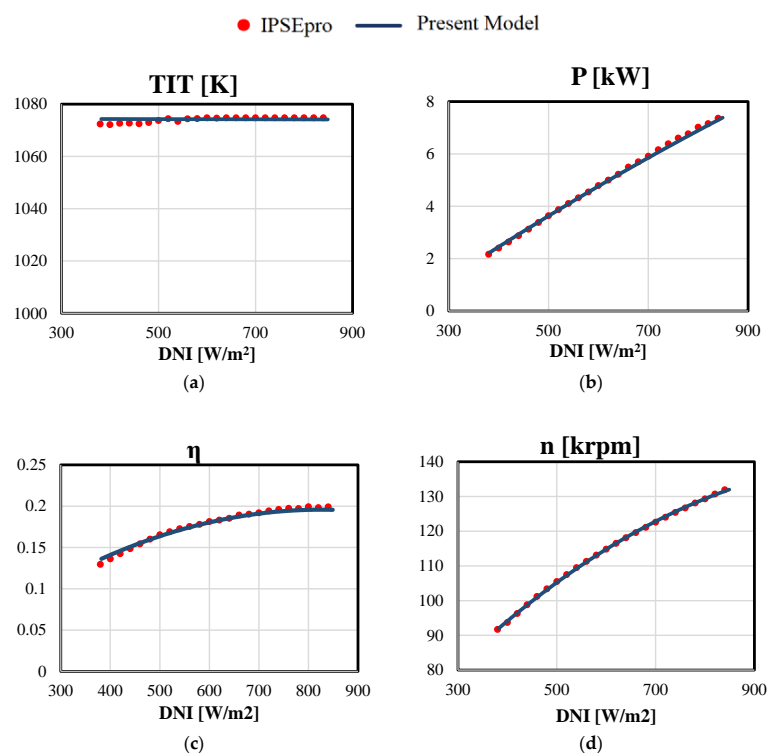 IPSEpro Present Model
TIT [K]
1080
1060
1040
1020
1000
300 500 700 900
DNI [W/m²]
(a)
P [kW]
8
6
4
2
0
300 500 700 900
DNI [W/m²]
(b)
η
0.25
0.2
0.15
0.1
0.05
0
300 400 500 600 700 800 900
DNI [W/m2]
(c)
n [krpm]
140
130
120
110
100
90
80
300 500 700 900
DNI [W/m2]
(d)